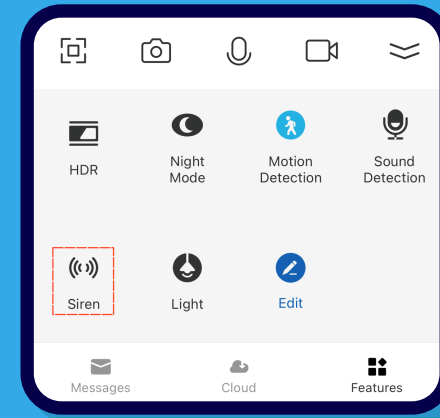 HDR
Night
Mode
Motion
Detection
Sound
Detection
Siren
Light
Edit
Messages
Cloud
Features